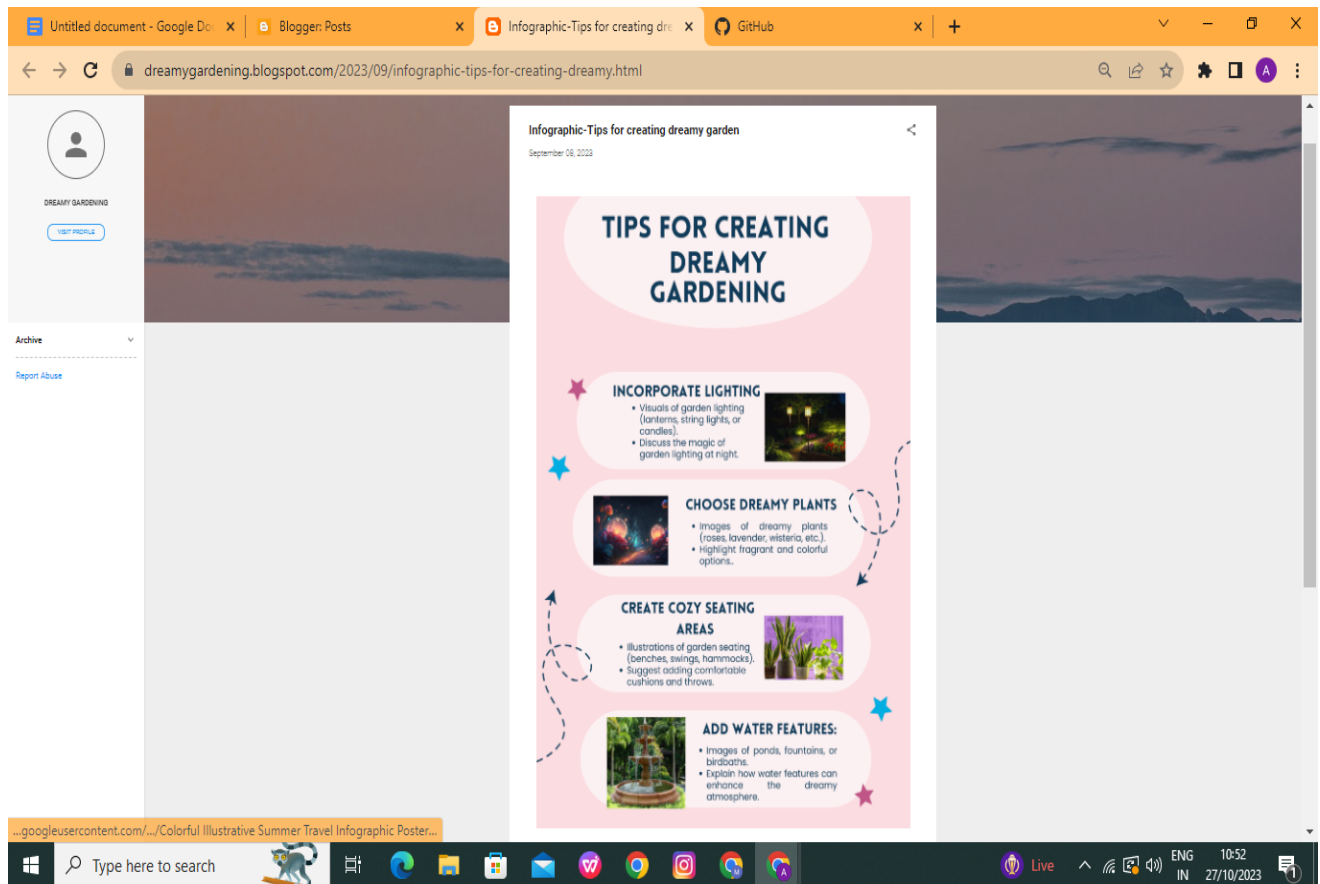 Untitled document - Google Do
Blogger: Posts
Infographic-Tips for creating dre
GitHub
dreamygardening.blogspot.com/2023/09/infographic-tips-for-creating-dreamy.html
A
DREAMY GARDENING
VISIT PROFILE
Archive
Report Abuse
Infographic-Tips for creating dreamy garden
September 09, 2023
TIPS FOR CREATING
DREAMY
GARDENING
INCORPORATE LIGHTING
• Visuals of garden lighting
(lanterns, string lights, or
candles).
• Discuss the magic of
garden lighting at night.
CHOOSE DREAMY PLANTS
• Images of dreamy plants
(roses, lavender, wisteria, etc.).
• Highlight fragrant and colorful
options..
CREATE COZY SEATING
AREAS
• Illustrations of garden seating
(benches, swings, hammocks).
• Suggest adding comfortable
cushions and throws.
ADD WATER FEATURES:
• Images of ponds, fountains, or
birdbaths.
• Explain how water features can
enhance the dreamy
atmosphere.
...googleusercontent.com/.../Colorful Illustrative Summer Travel Infographic Poster...
Type here to search
Live
ENG
IN
10:52
27/10/2023
1